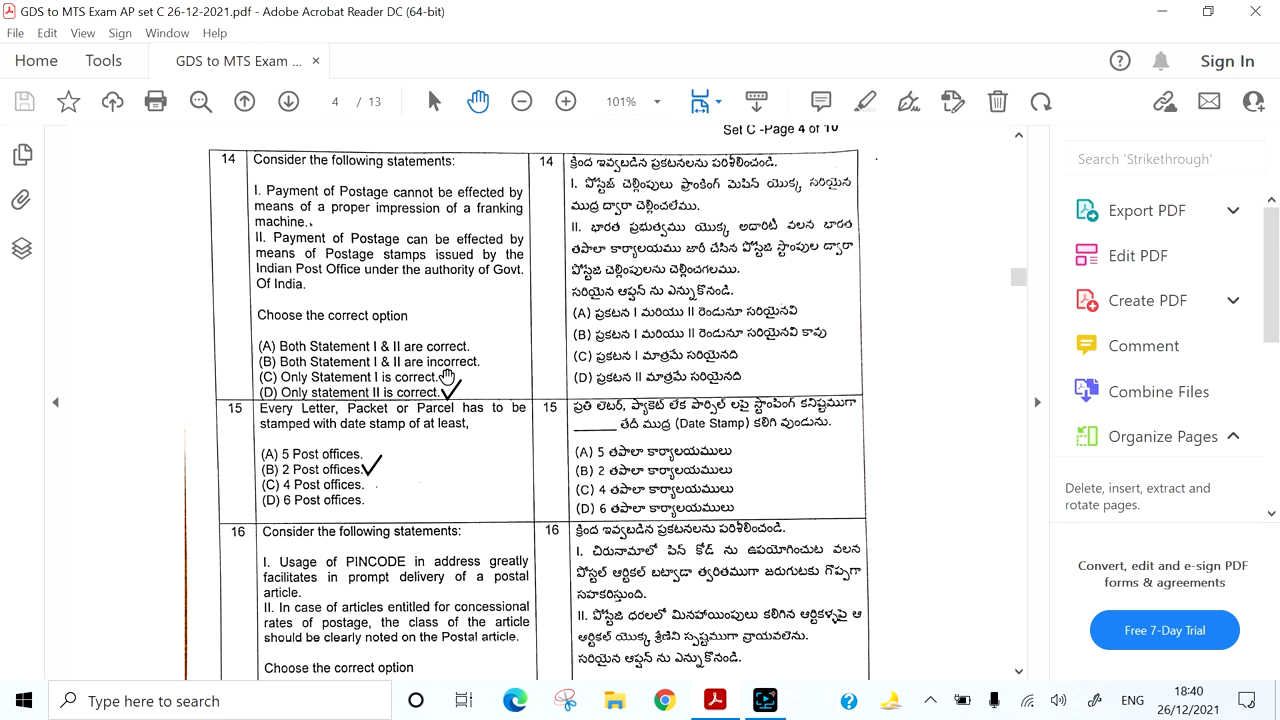 GDS to MTS Exam AP set C 26-12-2021.pdf - Adobe Acrobat Reader DC (64-bit)
File Edit View Sign Window Help
Home Tools GDS to MTS Exam ... × Sign In
4 / 13 101%
Set C -Page 4 of 10
14 Consider the following statements:
I. Payment of Postage cannot be effected by
means of a proper impression of a franking
machine.
II. Payment of Postage can be effected by
means of Postage stamps issued by the
Indian Post Office under the authority of Govt.
Of India.
Choose the correct option
(A) Both Statement I & II are correct.
(B) Both Statement I & II are incorrect.
(C) Only Statement I is correct.
(D) Only statement II is correct.
14 క్రింద ఇవ్వబడిన ప్రకటనలను పరిశీలించండి.
I. పోస్టేజ్ చెల్లింపులు ఫ్రాంకింగ్ మెషిన్ యొక్క సరియైన
ముద్ర ద్వారా చెల్లించలేము.
II. భారత ప్రభుత్వము యొక్క అథారిటీ వలన భారత
తపాలా కార్యాలయము జారీ చేసిన పోస్టేజి స్టాంపుల ద్వారా
పోస్టేజి చెల్లింపులను చెల్లించగలము.
సరియైన ఆప్షన్ ను ఎన్నుకొనండి.
(A) ప్రకటన I మరియు II రెండునూ సరియైనవి
(B) ప్రకటన I మరియు II రెండునూ సరియైనవి కావు
(C) ప్రకటన I మాత్రమే సరియైనది
(D) ప్రకటన II మాత్రమే సరియైనది
15 Every Letter, Packet or Parcel has to be
stamped with date stamp of at least,
(A) 5 Post offices.
(B) 2 Post offices.
(C) 4 Post offices.
(D) 6 Post offices.
15 ప్రతి లెటర్, ప్యాకెట్ లేక పార్సిల్ లపై స్టాంపింగ్ కనిష్టముగా
______ తేదీ ముద్ర (Date Stamp) కలిగి వుండును.
(A) 5 తపాలా కార్యాలయములు
(B) 2 తపాలా కార్యాలయములు
(C) 4 తపాలా కార్యాలయములు
(D) 6 తపాలా కార్యాలయములు
16 Consider the following statements:
I. Usage of PINCODE in address greatly
facilitates in prompt delivery of a postal
article.
II. In case of articles entitled for concessional
rates of postage, the class of the article
should be clearly noted on the Postal article.
Choose the correct option
16 క్రింద ఇవ్వబడిన ప్రకటనలను పరిశీలించండి.
I. చిరునామాలో పిన్ కోడ్ ను ఉపయోగించుట వలన
పోస్టల్ ఆర్టికల్ బట్వాడా త్వరితముగా జరుగుటకు గొప్పగా
సహకరిస్తుంది.
II. పోస్టేజి ధరలలో మినహాయింపులు కలిగిన ఆర్టికళ్ళపై ఆ
ఆర్టికల్ యొక్క శ్రేణిని స్పష్టముగా వ్రాయవలెను.
సరియైన ఆప్షన్ ను ఎన్నుకొనండి.
Search 'Strikethrough'
Export PDF
Edit PDF
Create PDF
Comment
Combine Files
Organize Pages
Delete, insert, extract and
rotate pages.
Convert, edit and e-sign PDF
forms & agreements
Free 7-Day Trial
Type here to search
ENG
18:40
26/12/2021